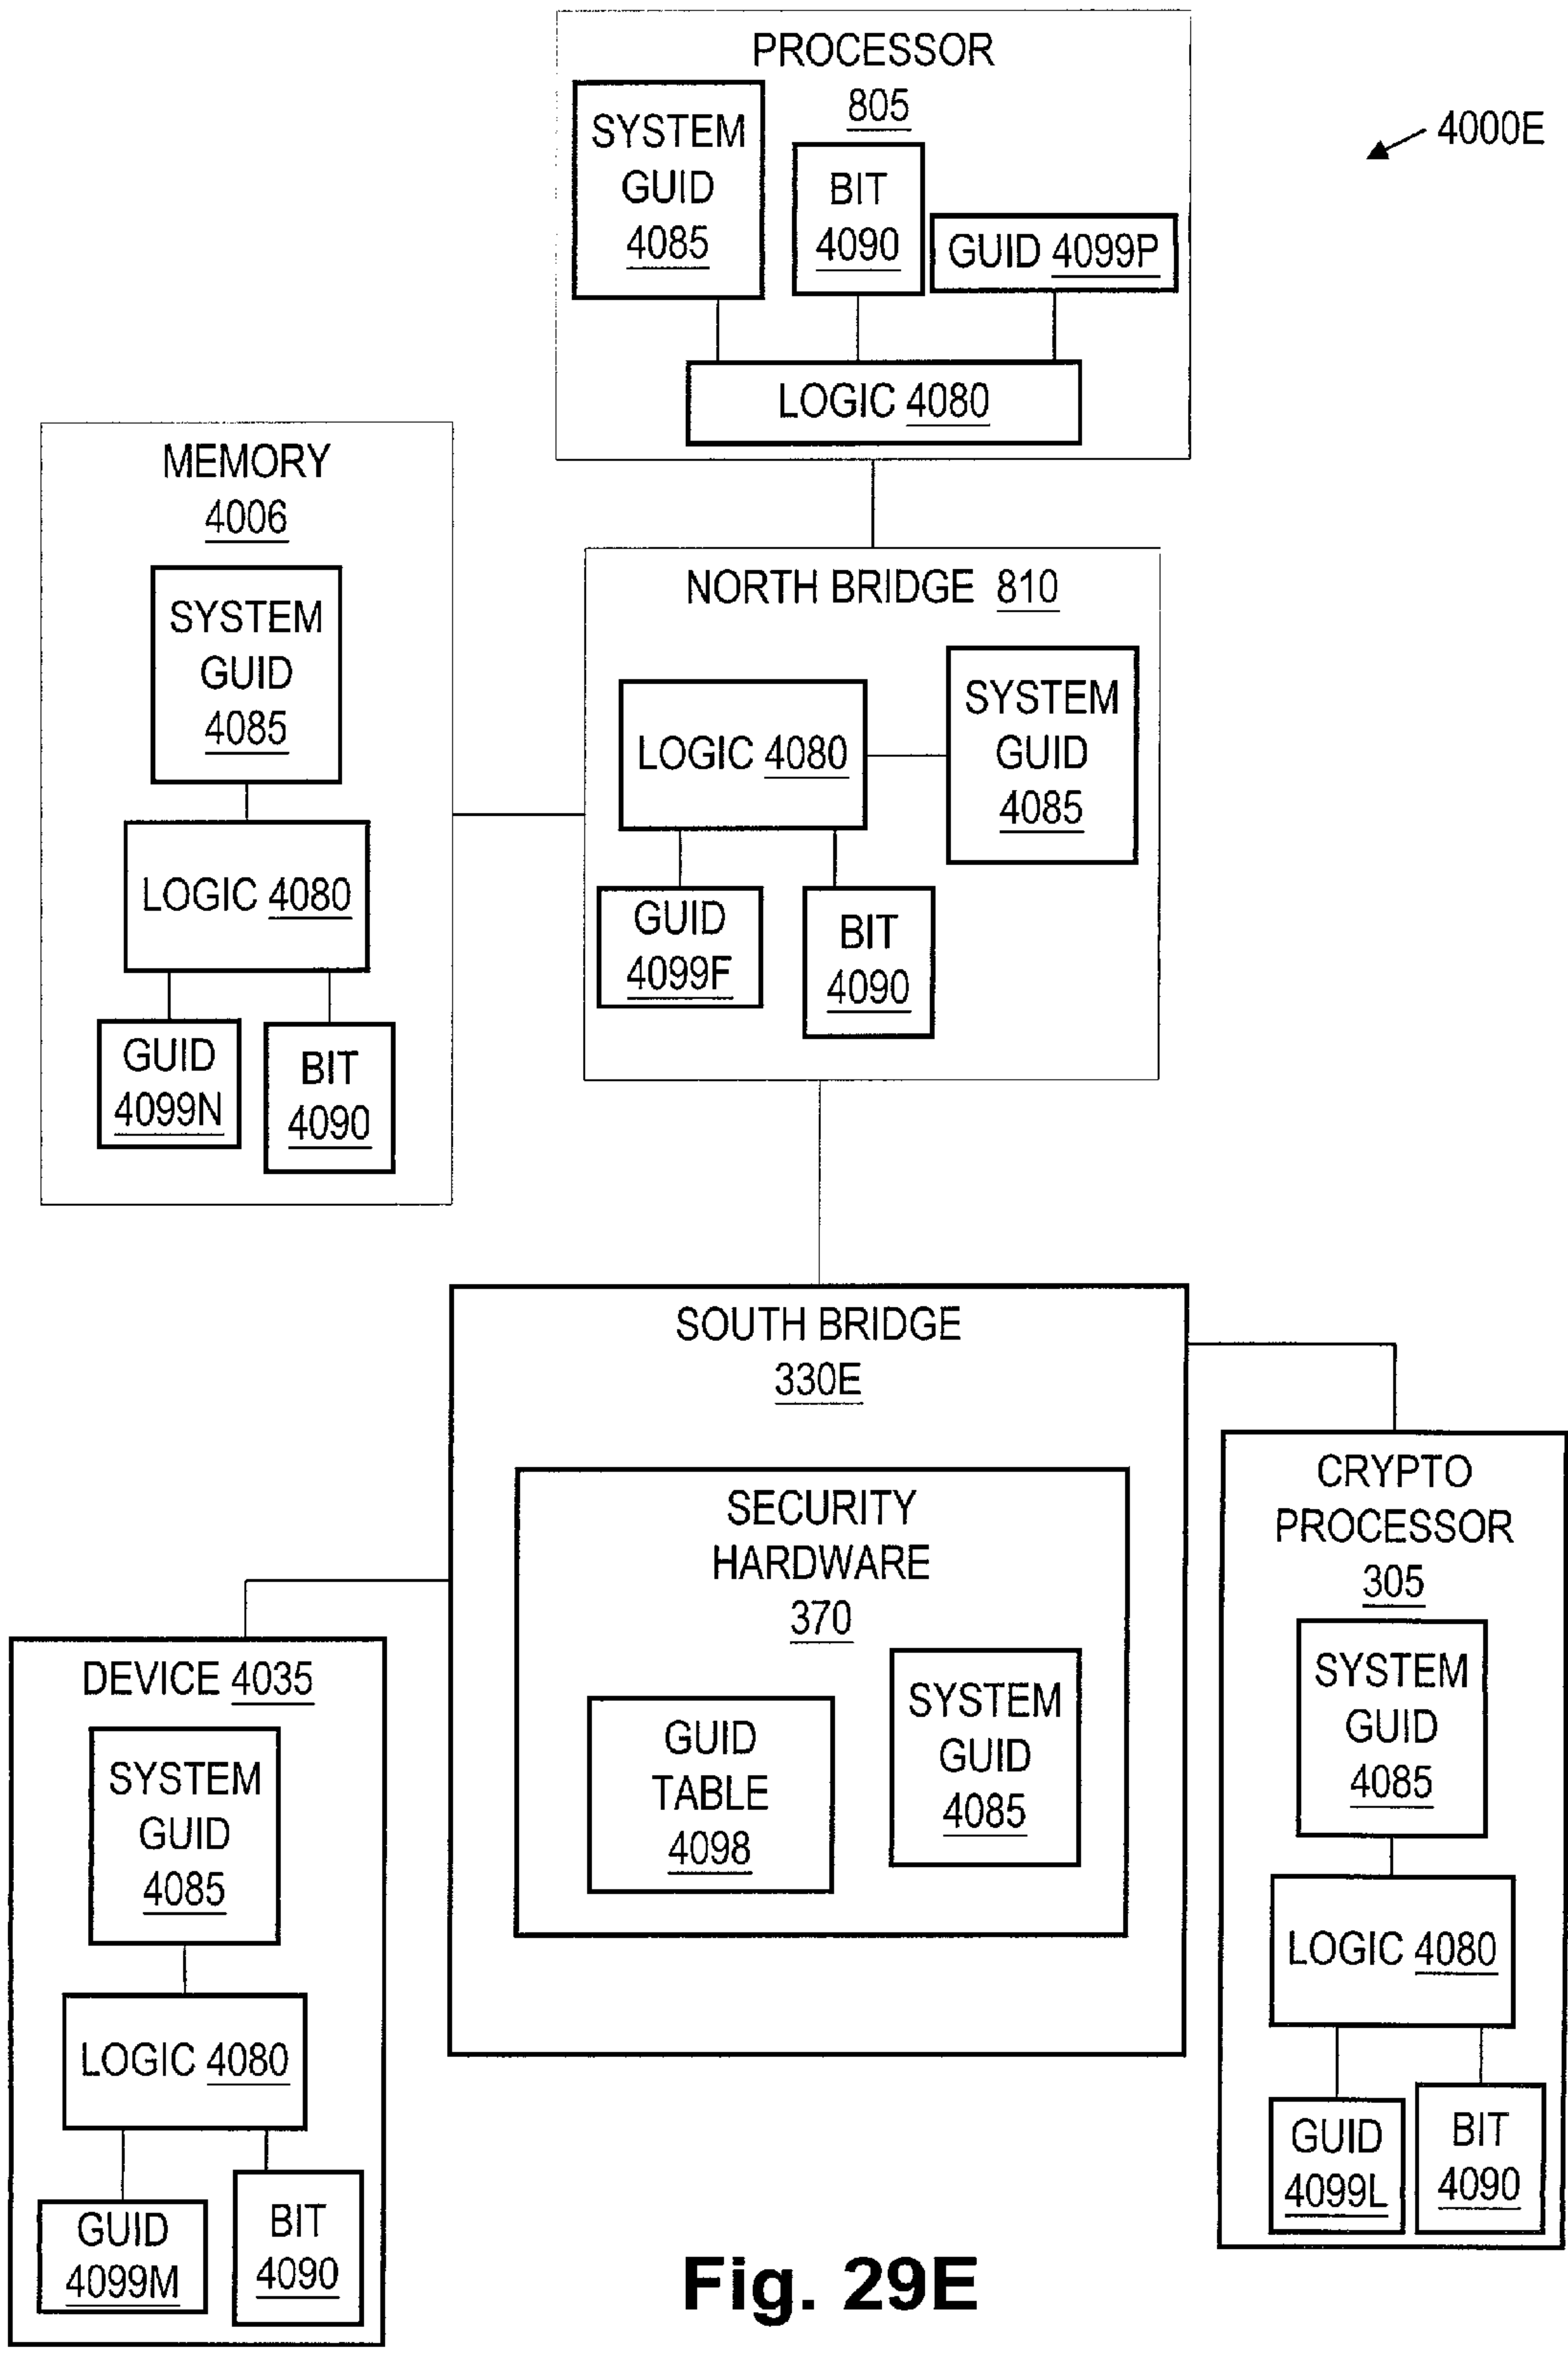 PROCESSOR
805
4000E
SYSTEM
GUID
4085
BIT
4090
GUID 4099P
LOGIC 4080
MEMORY
4006
SYSTEM
GUID
4085
LOGIC 4080
GUID
4099N
BIT
4090
NORTH BRIDGE 810
LOGIC 4080
SYSTEM
GUID
4085
GUID
4099F
BIT
4090
SOUTH BRIDGE
330E
SECURITY
HARDWARE
370
GUID
TABLE
4098
SYSTEM
GUID
4085
CRYPTO
PROCESSOR
305
SYSTEM
GUID
4085
LOGIC 4080
GUID
4099L
BIT
4090
DEVICE 4035
SYSTEM
GUID
4085
LOGIC 4080
GUID
4099M
BIT
4090
Fig. 29E